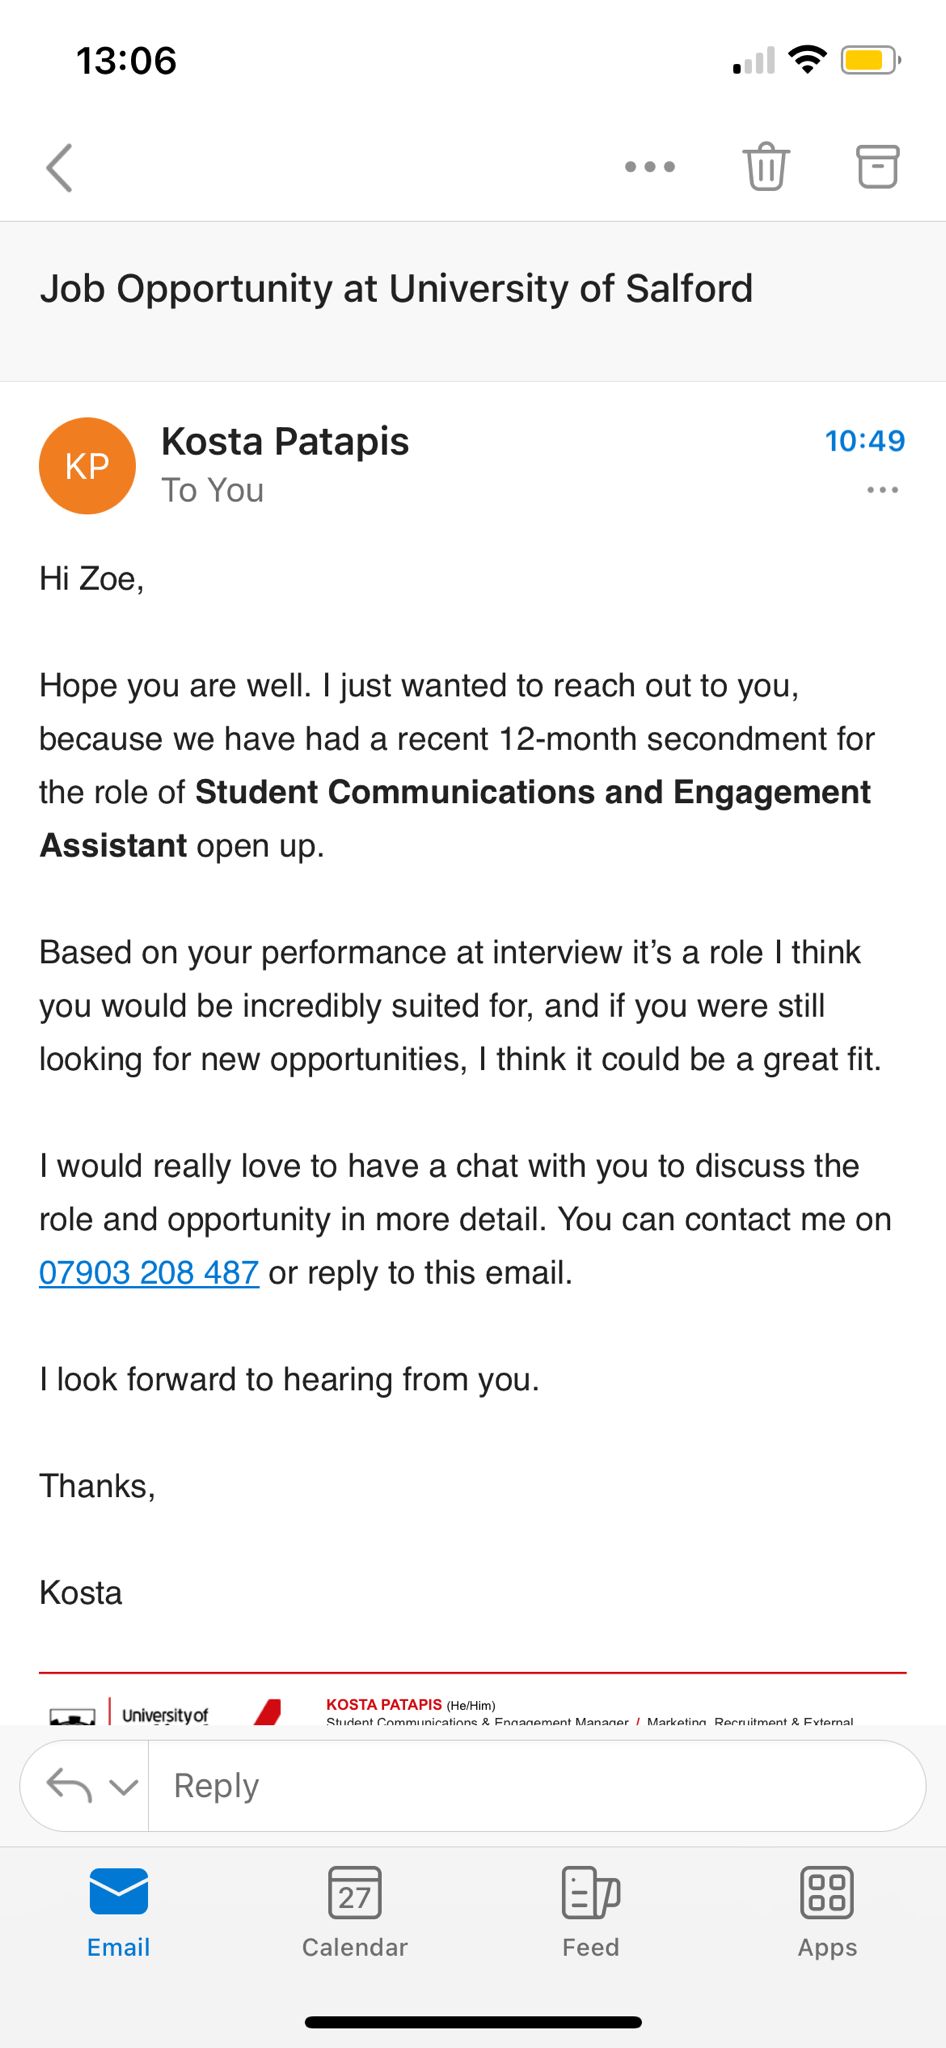 13:06
Job Opportunity at University of Salford
KP
Kosta Patapis
10:49
To You
Hi Zoe,
Hope you are well. I just wanted to reach out to you,
because we have had a recent 12-month secondment for
the role of Student Communications and Engagement
Assistant open up.
Based on your performance at interview it’s a role I think
you would be incredibly suited for, and if you were still
looking for new opportunities, I think it could be a great fit.
I would really love to have a chat with you to discuss the
role and opportunity in more detail. You can contact me on
07903 208 487 or reply to this email.
I look forward to hearing from you.
Thanks,
Kosta
University of
KOSTA PATAPIS (He/Him)
Student Communications & Engagement Manager / Marketing, Recruitment & External
Reply
27
Email
Calendar
Feed
Apps